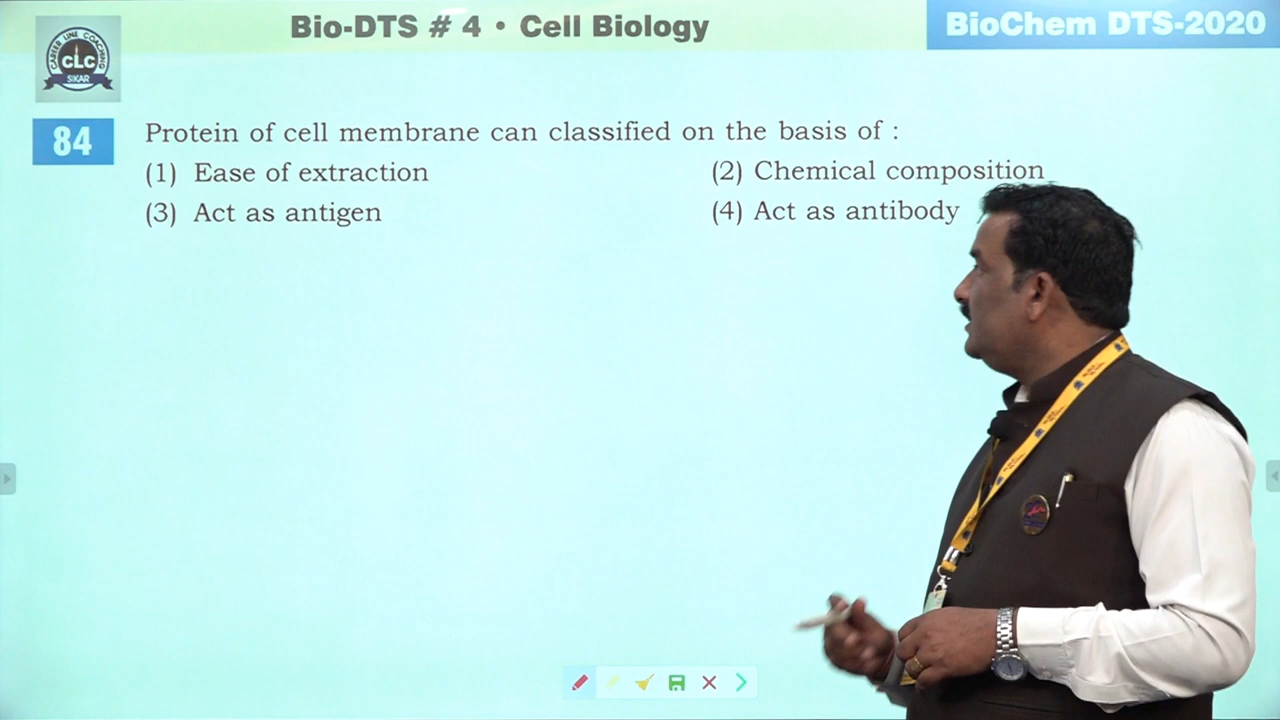 Bio-DTS # 4 • Cell Biology
BioChem DTS-2020
CAREER LINE COACHING
CLC
SIKAR
84 Protein of cell membrane can classified on the basis of :
(1) Ease of extraction (2) Chemical composition
(3) Act as antigen (4) Act as antibody